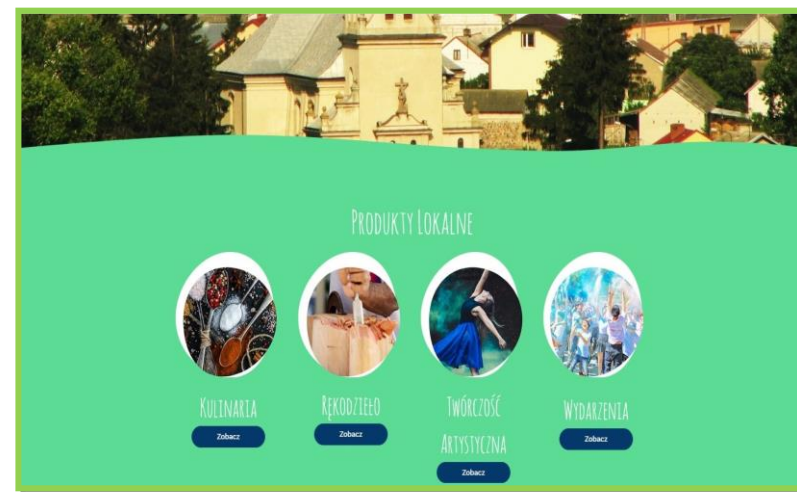 Produkty Lokalne
Kulinaria
Zobacz
Rękodzieło
Zobacz
Twórczość
Artystyczna
Zobacz
Wydarzenia
Zobacz